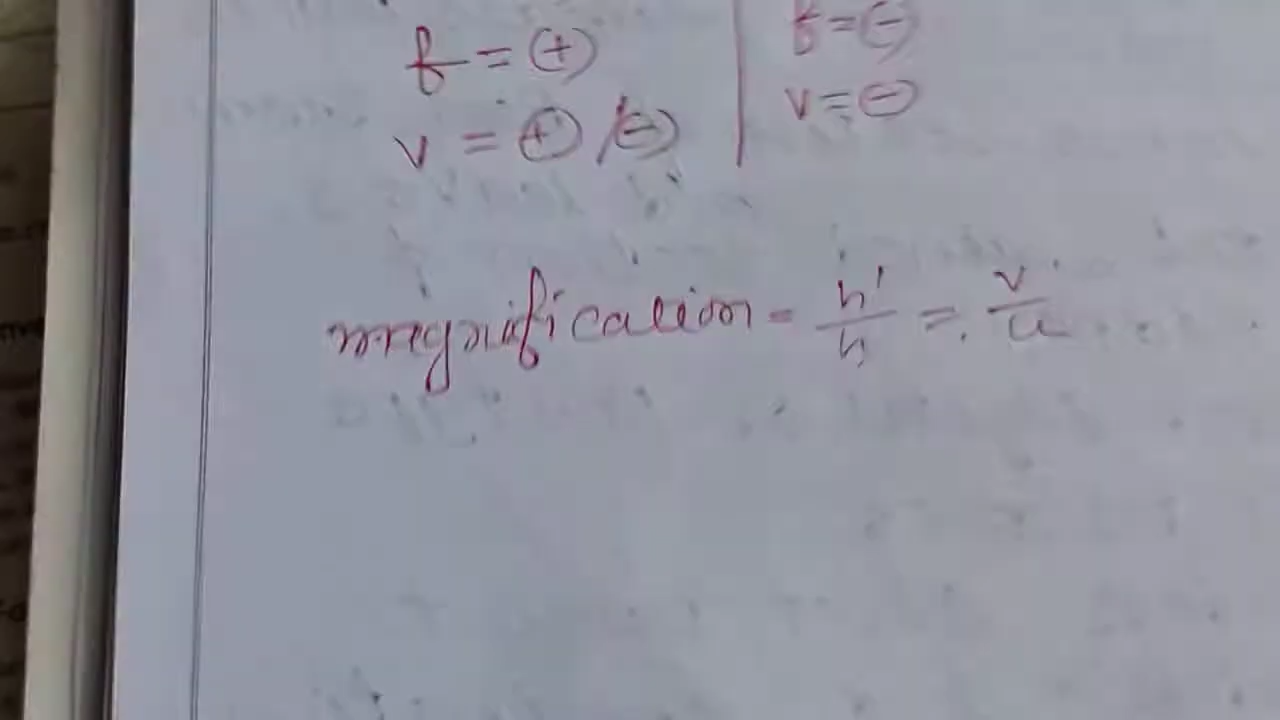 f = ⊕
v = ⊕ / ⊖
f = ⊖
v = ⊖
magnification = h'/h = v/u